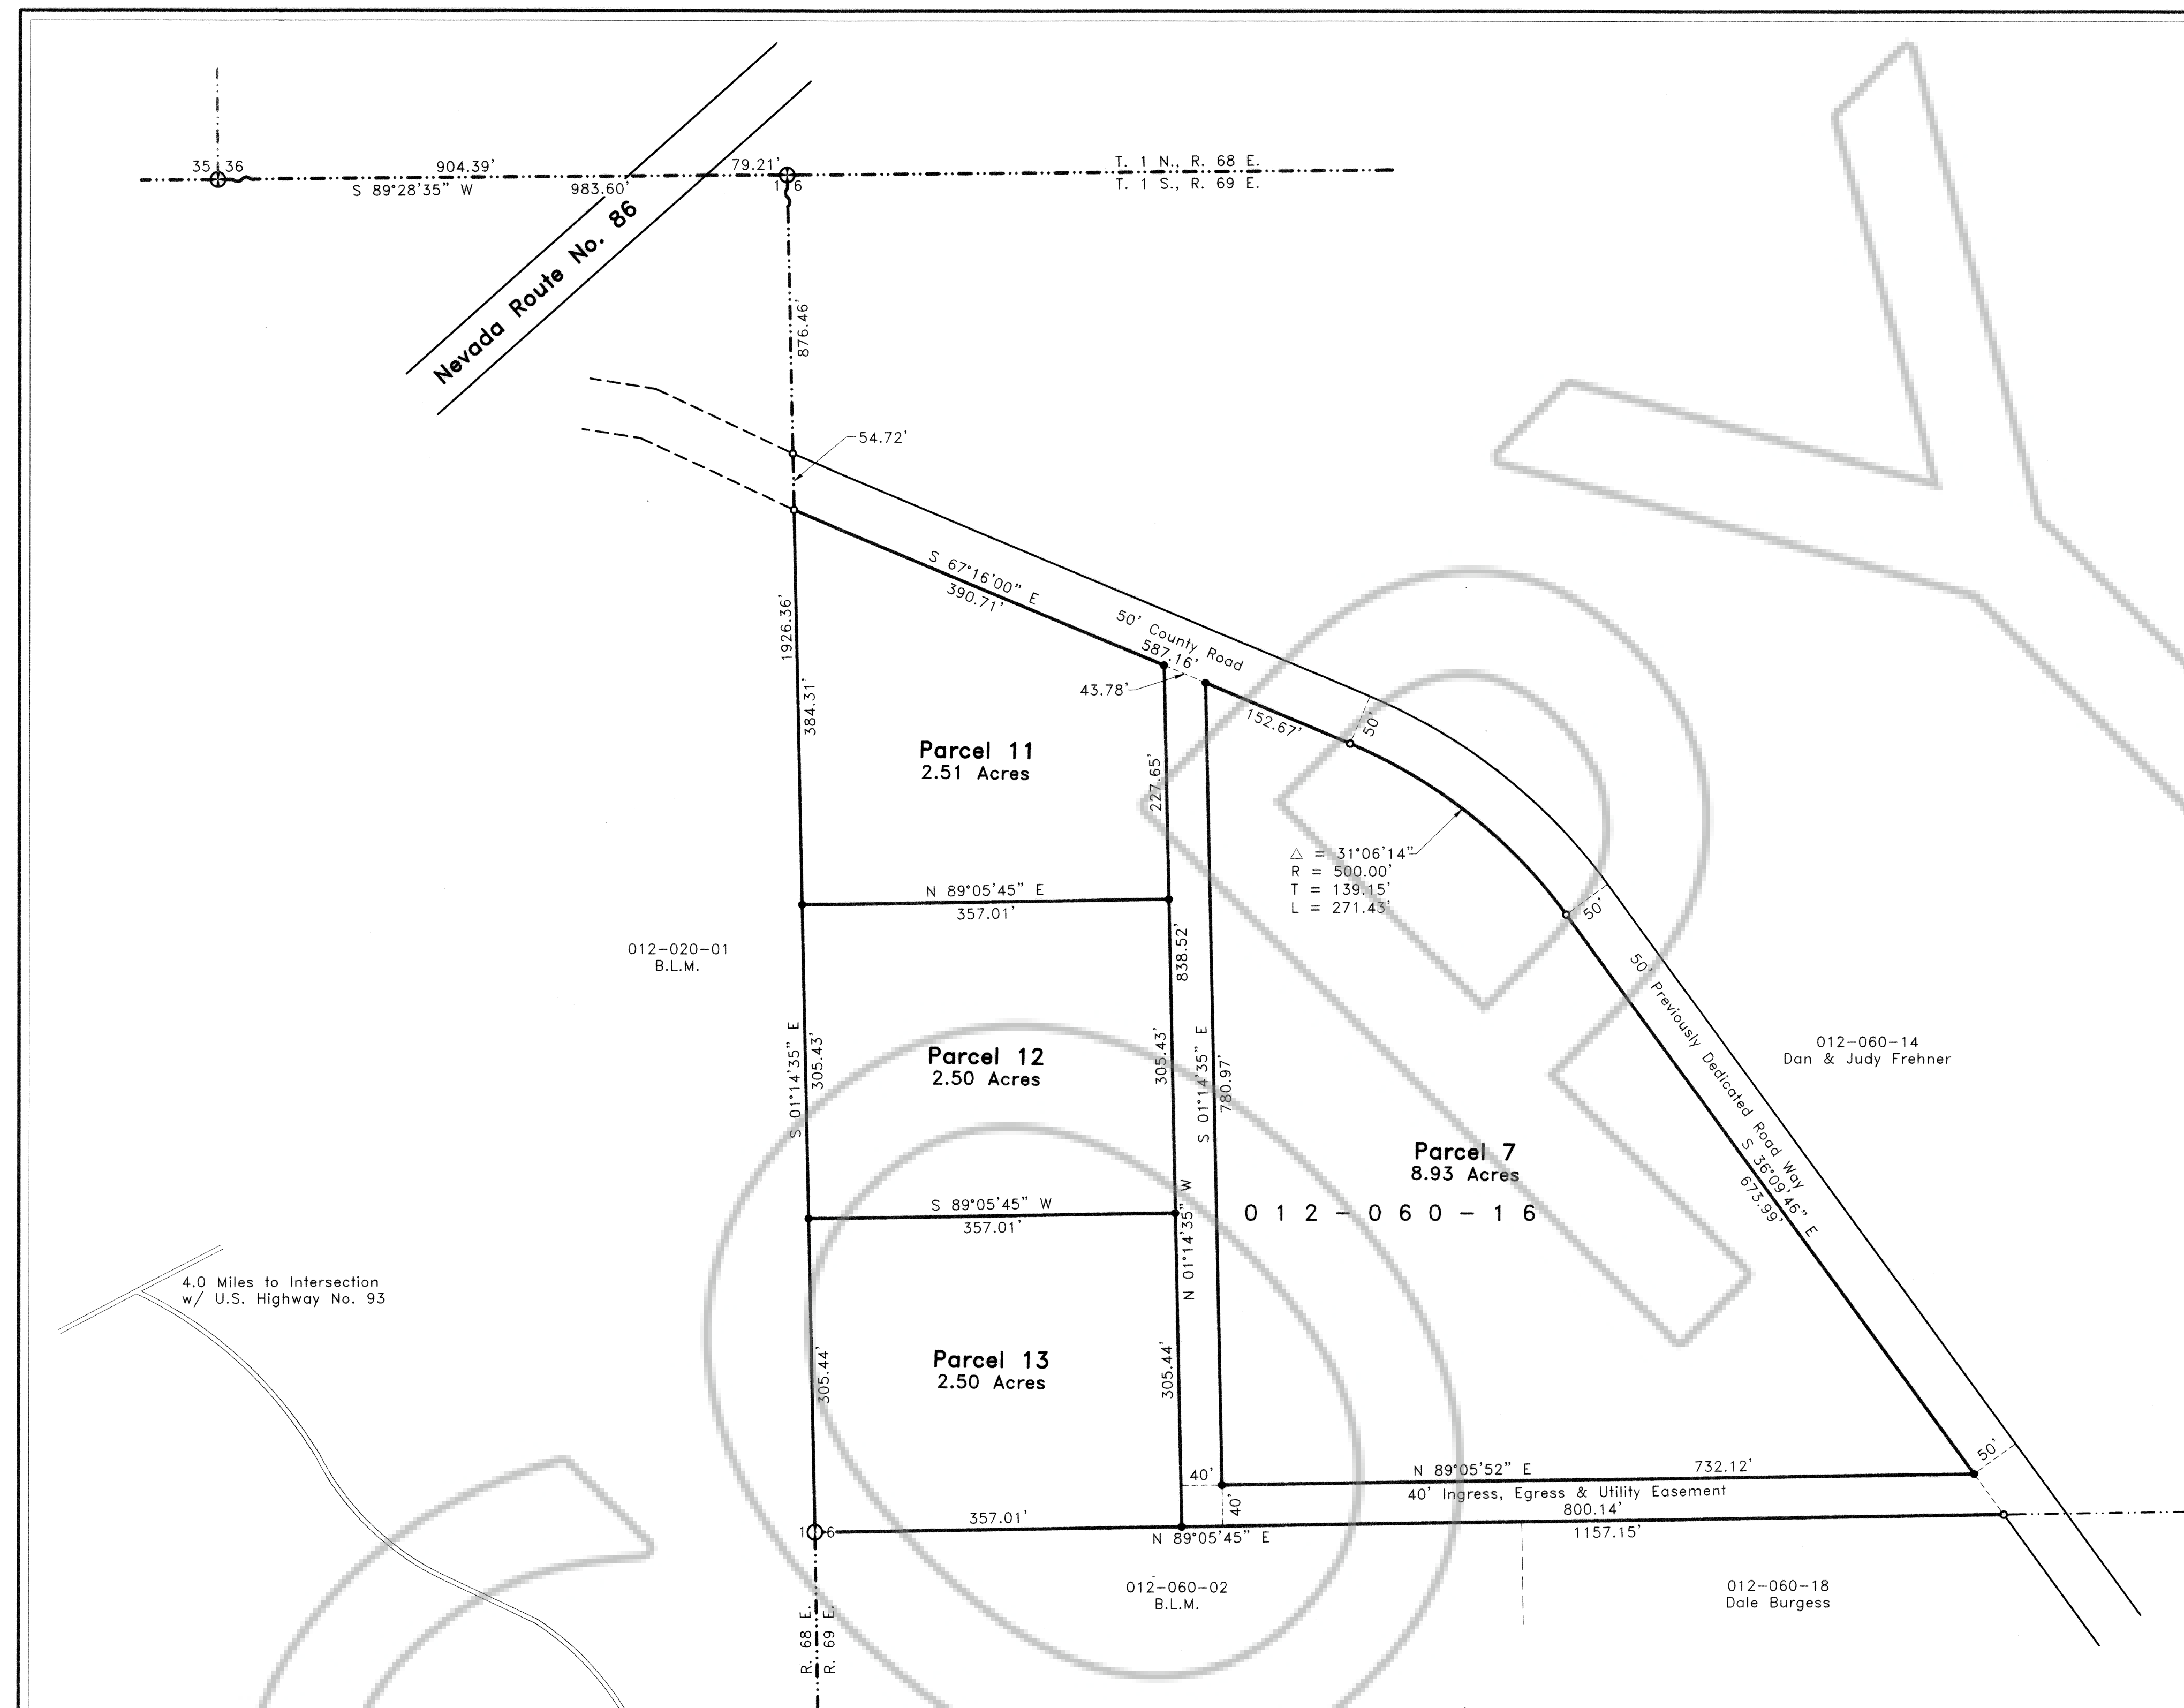 35 36
904.39'
79.21'
T. 1 N., R. 68 E.
S 89°28'35" W
983.60'
1 6
T. 1 S., R. 69 E.
Nevada Route No. 86
876.46'
54.72'
S 67°16'00" E
390.71'
1926.36'
384.31'
50' County Road
587.16'
43.78'
152.67'
50'
Parcel 11
2.51 Acres
227.65'
△ = 31°06'14"
R = 500.00'
T = 139.15'
L = 271.43'
N 89°05'45" E
357.01'
50'
012-020-01
B.L.M.
838.52'
50' Previously Dedicated Road Way
S 36°09'46" E
673.99'
012-060-14
Dan & Judy Frehner
S 01°14'35" E
305.43'
Parcel 12
2.50 Acres
305.43'
S 01°14'35" E
780.97'
Parcel 7
8.93 Acres
012-060-16
S 89°05'45" W
357.01'
N 01°14'35" W
4.0 Miles to Intersection
w/ U.S. Highway No. 93
305.44'
Parcel 13
2.50 Acres
305.44'
50'
40'
N 89°05'52" E
732.12'
40'
40' Ingress, Egress & Utility Easement
1 6
357.01'
800.14'
N 89°05'45" E
1157.15'
012-060-02
B.L.M.
012-060-18
Dale Burgess
R. 68 E.
R. 69 E.
COPY